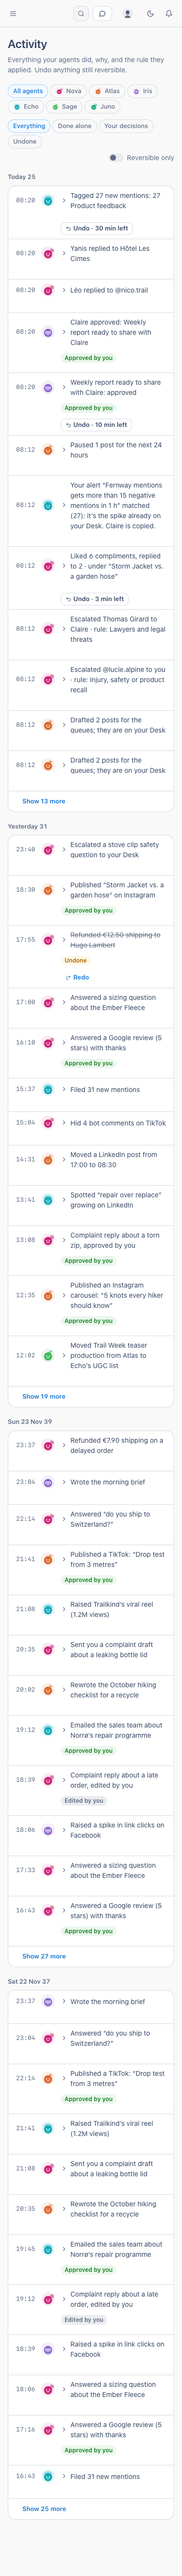 Activity
Everything your agents did, why, and the rule they
applied. Undo anything still reversible.
All agents
Nova
Atlas
Iris
Echo
Sage
Juno
Everything
Done alone
Your decisions
Undone
Reversible only
Today 25
08:20
Tagged 27 new mentions: 27
Product feedback
Undo · 30 min left
08:20
Yanis replied to Hôtel Les
Cimes
08:20
Léo replied to @nico.trail
08:20
Claire approved: Weekly
report ready to share with
Claire
Approved by you
08:20
Weekly report ready to share
with Claire: approved
Approved by you
Undo · 10 min left
08:12
Paused 1 post for the next 24
hours
08:12
Your alert "Fernway mentions
gets more than 15 negative
mentions in 1 h" matched
(27): it's the spike already on
your Desk. Claire is copied.
08:12
Liked 6 compliments, replied
to 2 · under "Storm Jacket vs.
a garden hose"
Undo · 3 min left
08:12
Escalated Thomas Girard to
Claire · rule: Lawyers and legal
threats
08:12
Escalated @lucie.alpine to you
· rule: Injury, safety or product
recall
08:12
Drafted 2 posts for the
queues; they are on your Desk
08:12
Drafted 2 posts for the
queues; they are on your Desk
Show 13 more
Yesterday 31
23:40
Escalated a stove clip safety
question to your Desk
18:30
Published "Storm Jacket vs. a
garden hose" on Instagram
Approved by you
17:55
Refunded €12.50 shipping to
Hugo Lambert
Undone
Redo
17:00
Answered a sizing question
about the Ember Fleece
16:10
Answered a Google review (5
stars) with thanks
Approved by you
15:37
Filed 31 new mentions
15:04
Hid 4 bot comments on TikTok
14:31
Moved a LinkedIn post from
17:00 to 08:30
13:41
Spotted "repair over replace"
growing on LinkedIn
13:08
Complaint reply about a torn
zip, approved by you
Approved by you
12:35
Published an Instagram
carousel: "5 knots every hiker
should know"
Approved by you
12:02
Moved Trail Week teaser
production from Atlas to
Echo's UGC list
Show 19 more
Sun 23 Nov 39
23:37
Refunded €7.90 shipping on a
delayed order
23:04
Wrote the morning brief
22:14
Answered "do you ship to
Switzerland?"
21:41
Published a TikTok: "Drop test
from 3 metres"
Approved by you
21:08
Raised Trailkind's viral reel
(1.2M views)
20:35
Sent you a complaint draft
about a leaking bottle lid
20:02
Rewrote the October hiking
checklist for a recycle
19:12
Emailed the sales team about
Norrø's repair programme
Approved by you
18:39
Complaint reply about a late
order, edited by you
Edited by you
18:06
Raised a spike in link clicks on
Facebook
17:33
Answered a sizing question
about the Ember Fleece
16:43
Answered a Google review (5
stars) with thanks
Approved by you
Show 27 more
Sat 22 Nov 37
23:37
Wrote the morning brief
23:04
Answered "do you ship to
Switzerland?"
22:14
Published a TikTok: "Drop test
from 3 metres"
Approved by you
21:41
Raised Trailkind's viral reel
(1.2M views)
21:08
Sent you a complaint draft
about a leaking bottle lid
20:35
Rewrote the October hiking
checklist for a recycle
19:45
Emailed the sales team about
Norrø's repair programme
Approved by you
19:12
Complaint reply about a late
order, edited by you
Edited by you
18:39
Raised a spike in link clicks on
Facebook
18:06
Answered a sizing question
about the Ember Fleece
17:16
Answered a Google review (5
stars) with thanks
Approved by you
16:43
Filed 31 new mentions
Show 25 more